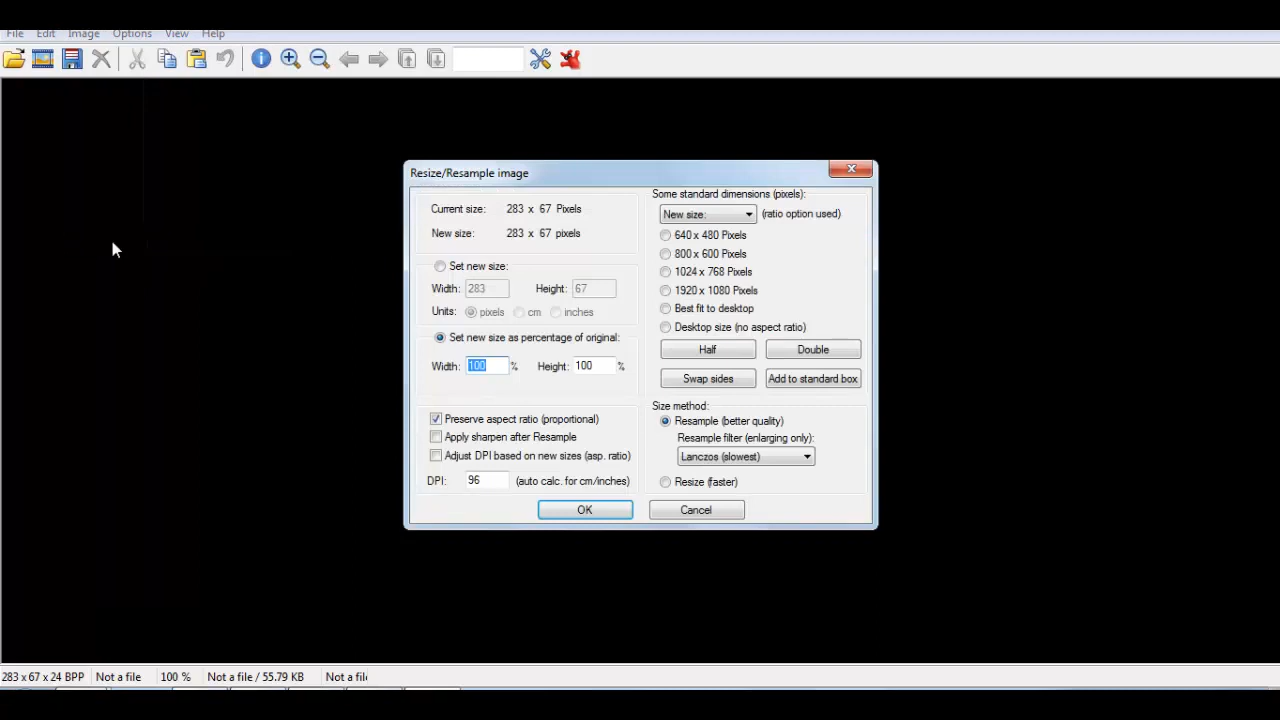 File Edit Image Options View Help
Resize/Resample image
Current size: 283 x 67 Pixels
New size: 283 x 67 pixels
Set new size:
Width: 283 Height: 67
Units: pixels cm inches
Set new size as percentage of original:
Width: 100 % Height: 100 %
Preserve aspect ratio (proportional)
Apply sharpen after Resample
Adjust DPI based on new sizes (asp. ratio)
DPI: 96 (auto calc. for cm/inches)
Some standard dimensions (pixels):
New size: (ratio option used)
640 x 480 Pixels
800 x 600 Pixels
1024 x 768 Pixels
1920 x 1080 Pixels
Best fit to desktop
Desktop size (no aspect ratio)
Half Double
Swap sides Add to standard box
Size method:
Resample (better quality)
Resample filter (enlarging only):
Lanczos (slowest)
Resize (faster)
OK Cancel
283 x 67 x 24 BPP Not a file 100 % Not a file / 55.79 KB Not a fil